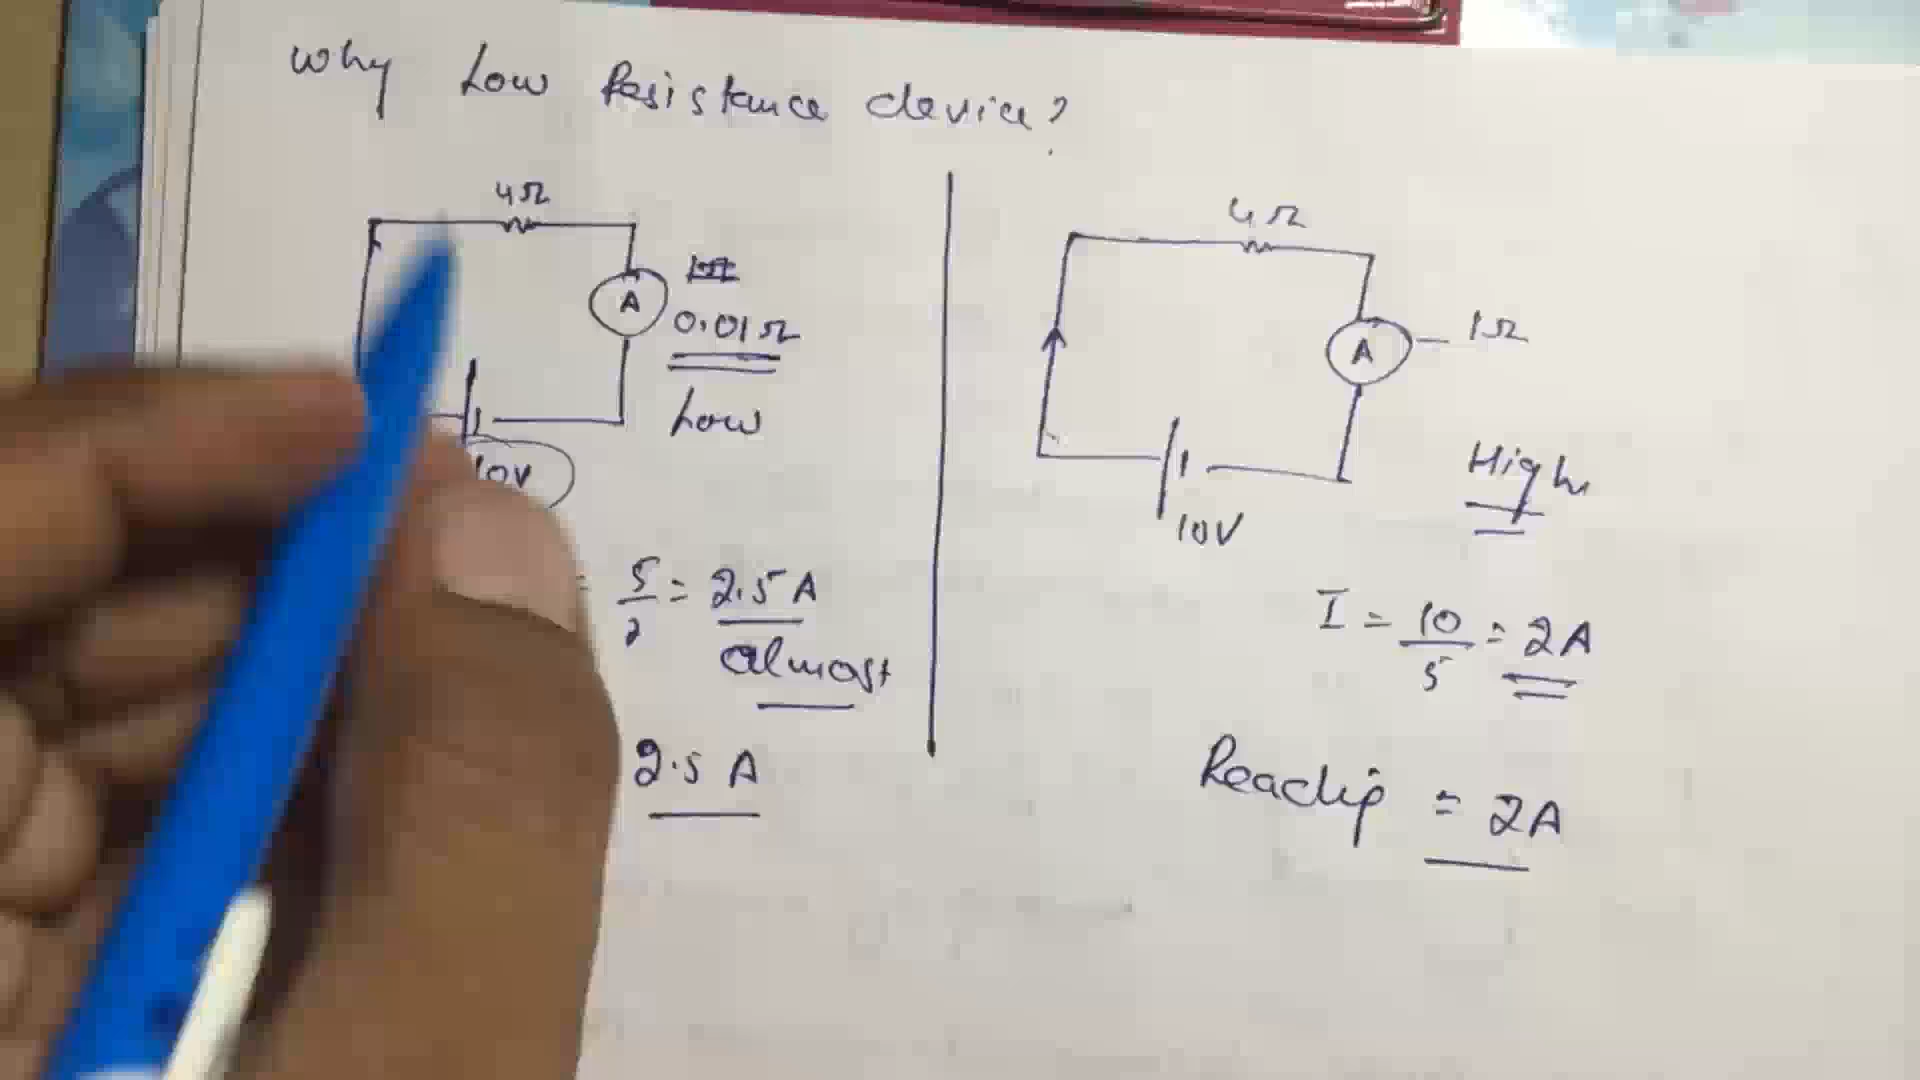 Why Low Resistance device?
4Ω
A
0.01Ω
Low
10V
= 5/2 = 2.5 A
almost
2.5 A
4Ω
A
1Ω
10V
High
I = 10/5 = 2A
Reading = 2A